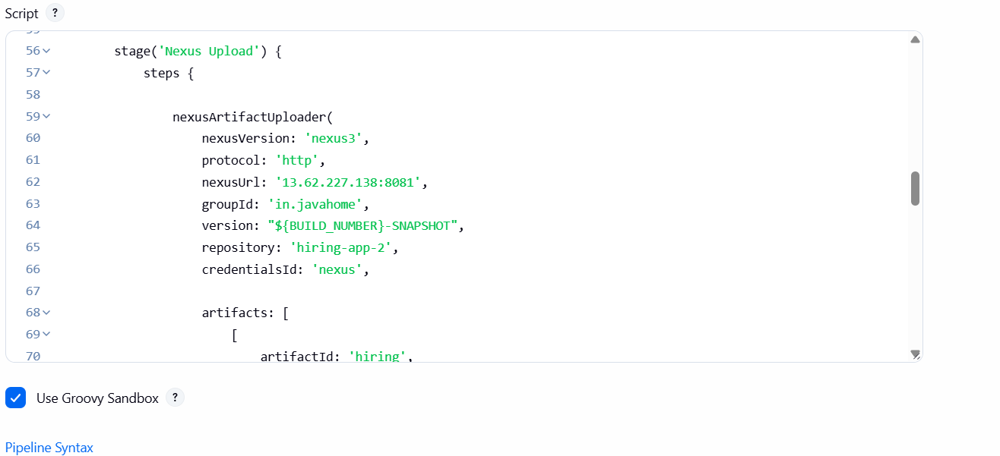 Script ?
56 stage('Nexus Upload') {
57 steps {
58
59 nexusArtifactUploader(
60 nexusVersion: 'nexus3',
61 protocol: 'http',
62 nexusUrl: '13.62.227.138:8081',
63 groupId: 'in.javahome',
64 version: "${BUILD_NUMBER}-SNAPSHOT",
65 repository: 'hiring-app-2',
66 credentialsId: 'nexus',
67
68 artifacts: [
69 [
70 artifactId: 'hiring',
Use Groovy Sandbox ?
Pipeline Syntax